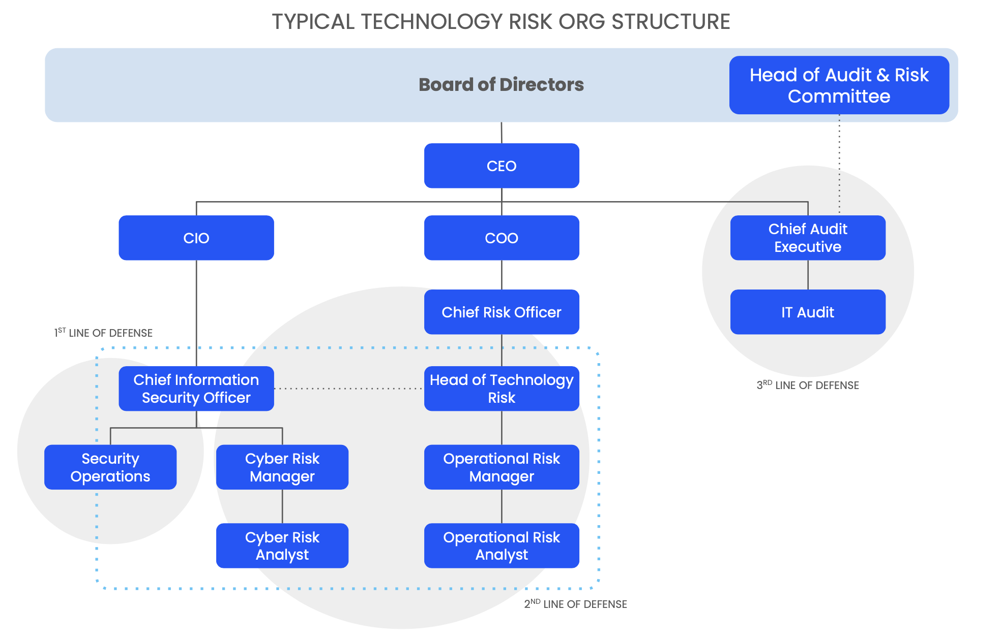 TYPICAL TECHNOLOGY RISK ORG STRUCTURE
Board of Directors
Head of Audit & Risk
Committee
CEO
CIO
COO
Chief Audit
Executive
Chief Risk Officer
IT Audit
1ST LINE OF DEFENSE
Chief Information
Security Officer
Head of Technology
Risk
3RD LINE OF DEFENSE
Security
Operations
Cyber Risk
Manager
Operational Risk
Manager
Cyber Risk
Analyst
Operational Risk
Analyst
2ND LINE OF DEFENSE